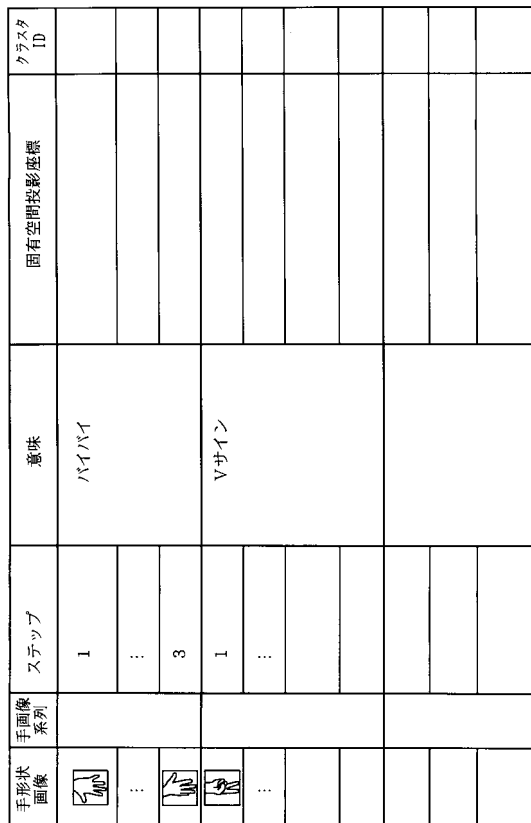 手形状
画像
手画像
系列
ステップ
意味
固有空間投影座標
クラスタ
ID
⋮
1
⋮
3
1
⋮
バイバイ
Vサイン